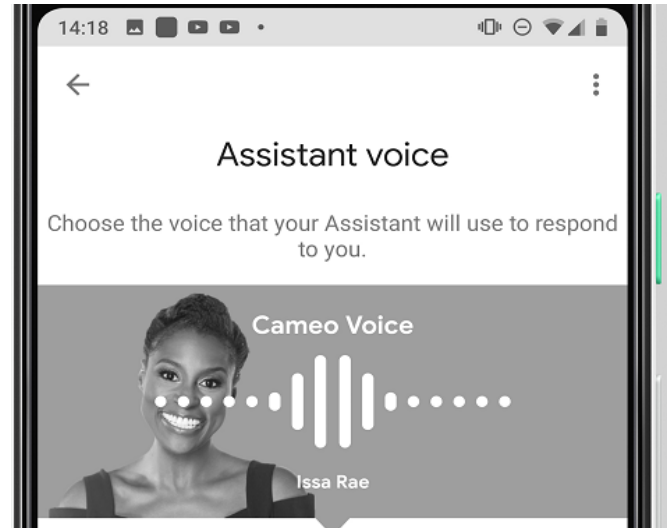 14:18
Assistant voice
Choose the voice that your Assistant will use to respond
to you.
Cameo Voice
Issa Rae